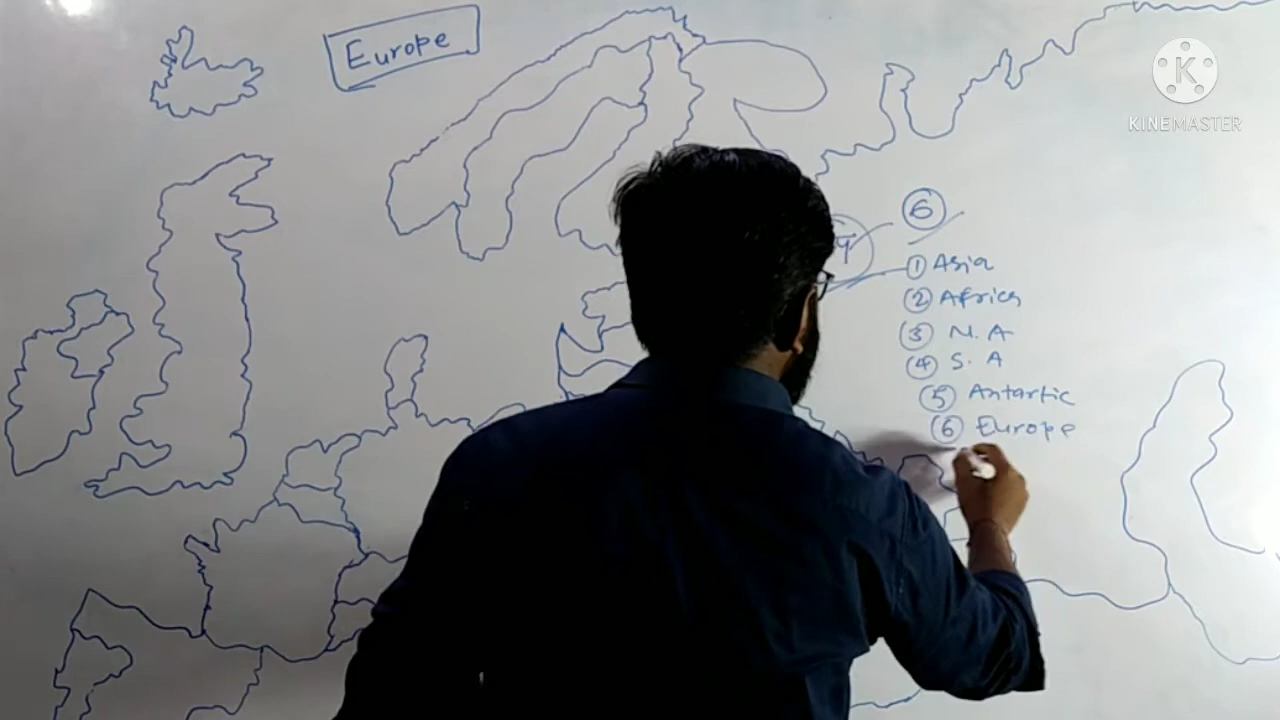 Europe
K
KINEMASTER
6
① Asia
② Africa
③ N.A
④ S.A
⑤ Antartic
⑥ Europe